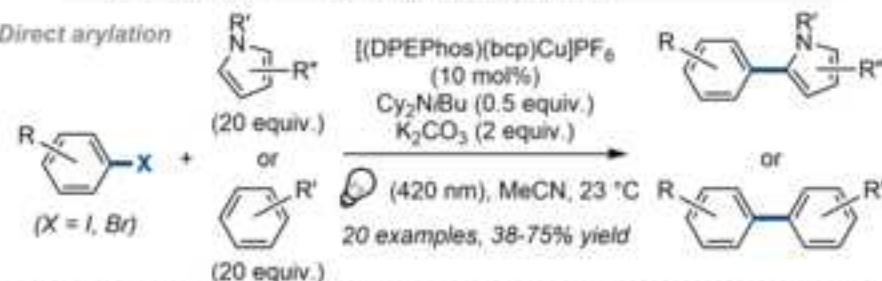 Direct arylation
R
X
(X = I, Br)
+
R'
N
R"
(20 equiv.)
or
R'
(20 equiv.)
[(DPEPhos)(bcp)Cu]PF6
(10 mol%)
Cy2NiBu (0.5 equiv.)
K2CO3 (2 equiv.)
(420 nm), MeCN, 23 °C
20 examples, 38-75% yield
R
R'
N
R"
or
R
R'